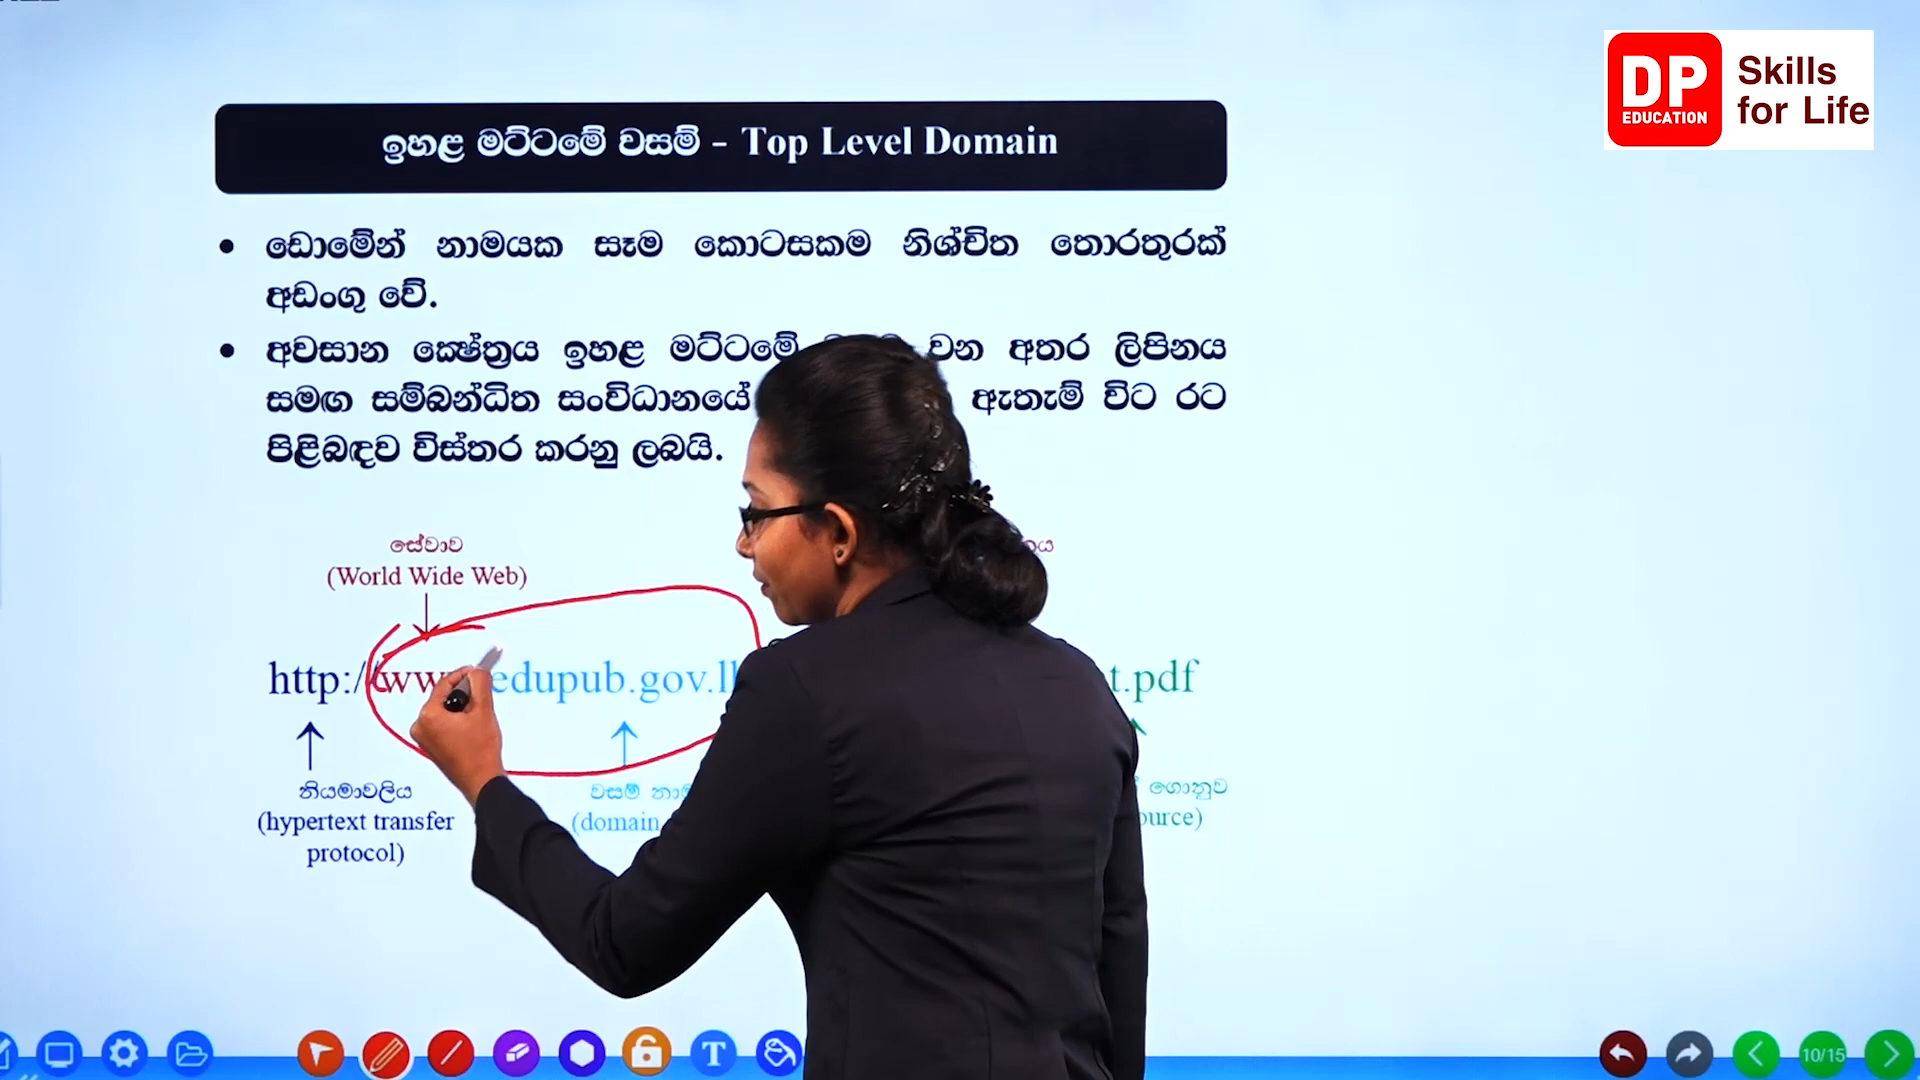 DP
EDUCATION
Skills
for Life
ඉහළ මට්ටමේ වසම් - Top Level Domain
• ඩොමේන් නාමයක සෑම කොටසකම නිශ්චිත තොරතුරක්
අඩංගු වේ.
• අවසාන ක්‍ෂේත්‍රය ඉහළ මට්ටමේ වන අතර ලිපිනය
සමඟ සම්බන්ධිත සංවිධානයේ ඇතැම් විට රට
පිළිබඳව විස්තර කරනු ලබයි.
සේවාව
(World Wide Web)
http:// edupub.gov. t.pdf
නියමාවලිය
(hypertext transfer
protocol)
වසම්
(domain
ගොනුව
10/15
T